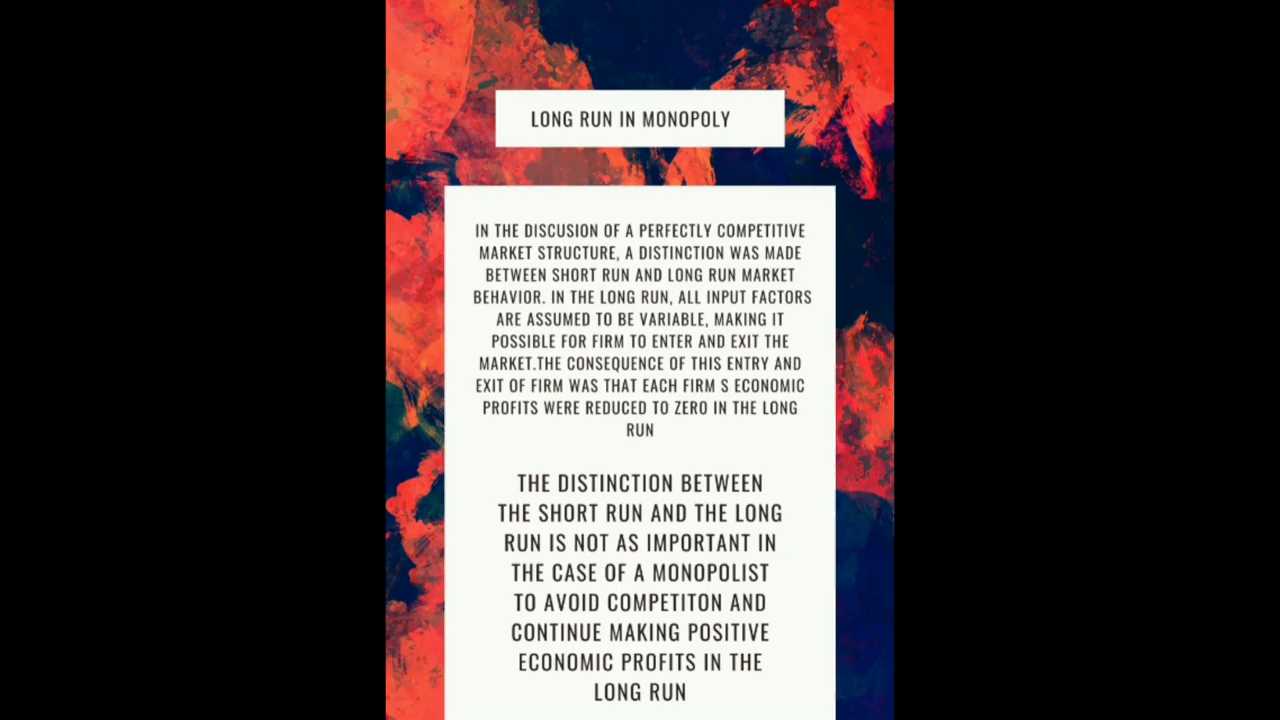 LONG RUN IN MONOPOLY
IN THE DISCUSION OF A PERFECTLY COMPETITIVE
MARKET STRUCTURE, A DISTINCTION WAS MADE
BETWEEN SHORT RUN AND LONG RUN MARKET
BEHAVIOR. IN THE LONG RUN, ALL INPUT FACTORS
ARE ASSUMED TO BE VARIABLE, MAKING IT
POSSIBLE FOR FIRM TO ENTER AND EXIT THE
MARKET.THE CONSEQUENCE OF THIS ENTRY AND
EXIT OF FIRM WAS THAT EACH FIRM S ECONOMIC
PROFITS WERE REDUCED TO ZERO IN THE LONG
RUN
THE DISTINCTION BETWEEN
THE SHORT RUN AND THE LONG
RUN IS NOT AS IMPORTANT IN
THE CASE OF A MONOPOLIST
TO AVOID COMPETITON AND
CONTINUE MAKING POSITIVE
ECONOMIC PROFITS IN THE
LONG RUN